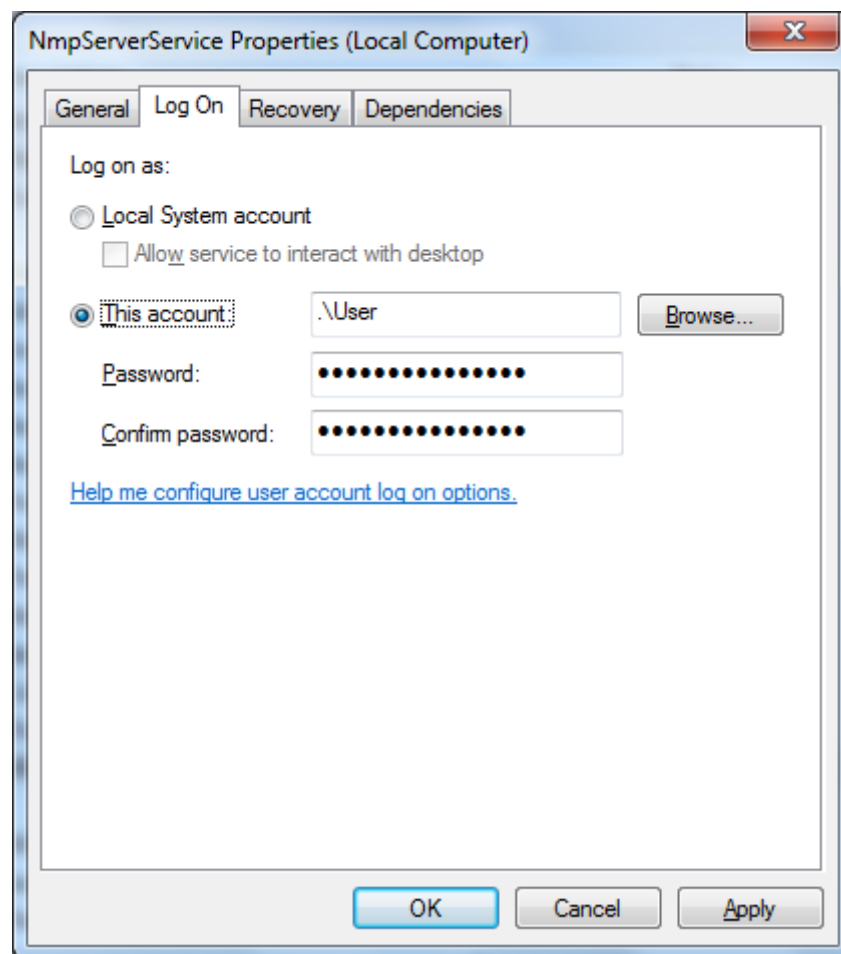 NmpServerService Properties (Local Computer)
General Log On Recovery Dependencies
Log on as:
Local System account
Allow service to interact with desktop
This account: .\User Browse...
Password: •••••••••••••••
Confirm password: •••••••••••••••
Help me configure user account log on options.
OK Cancel Apply